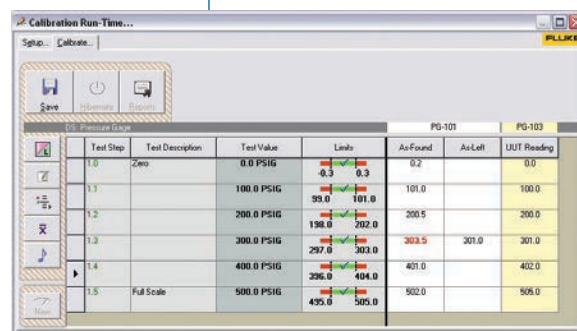 Calibration Run-Time...
Setup... Calibrate...
FLUKE
Save Hibernate Reports
DS: Pressure Gage PG-101 PG-103
Test Step Test Description Test Value Limits As-Found As-Left UUT Reading
1.0 Zero 0.0 PSIG -0.3 0.3 0.2 0.0
1.1 100.0 PSIG 99.0 101.0 101.0 100.0
1.2 200.0 PSIG 198.0 202.0 200.5 200.0
1.3 300.0 PSIG 297.0 303.0 303.5 301.0 301.0
1.4 400.0 PSIG 396.0 404.0 401.0 402.0
1.5 Full Scale 500.0 PSIG 495.0 505.0 502.0 505.0